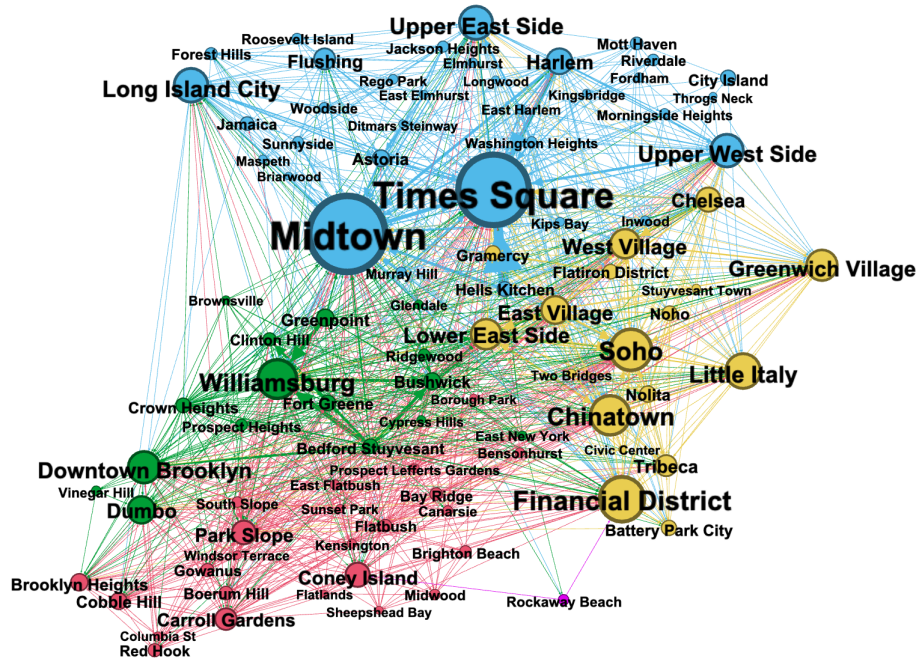 Upper East Side
Roosevelt Island
Forest Hills
Jackson Heights
Mott Haven
Flushing
Elmhurst
Harlem
Riverdale
Long Island City
Rego Park
Longwood
Fordham
City Island
East Elmhurst
Kingsbridge
Throgs Neck
Woodside
East Harlem
Morningside Heights
Jamaica
Ditmars Steynway
Sunnyside
Washington Heights
Maspeth
Astoria
Upper West Side
Briarwood
Times Square
Chelsea
Midtown
Kips Bay
Inwood
Gramercy
West Village
Murray Hill
Flatiron District
Greenwich Village
Hells Kitchen
Stuyvesant Town
Brownsville
Glendale
East Village
Noho
Greenpoint
Clinton Hill
Lower East Side
Ridgewood
Soho
Williamsburg
Bushwick
Two Bridges
Little Italy
Fort Greene
Borough Park
Nolita
Crown Heights
Cypress Hills
Chinatown
Prospect Heights
East New York
Bedford Stuyvesant
Bensonhurst
Civic Center
Downtown Brooklyn
Prospect Lefferts Gardens
Tribeca
Vinegar Hill
East Flatbush
Bay Ridge
Financial District
Dumbo
South Slope
Sunset Park
Canarsie
Flatbush
Battery Park City
Park Slope
Kensington
Windsor Terrace
Brighton Beach
Gowanus
Brooklyn Heights
Coney Island
Boerum Hill
Flatlands
Midwood
Cobble Hill
Sheepshead Bay
Rockaway Beach
Carroll Gardens
Columbia St
Red Hook